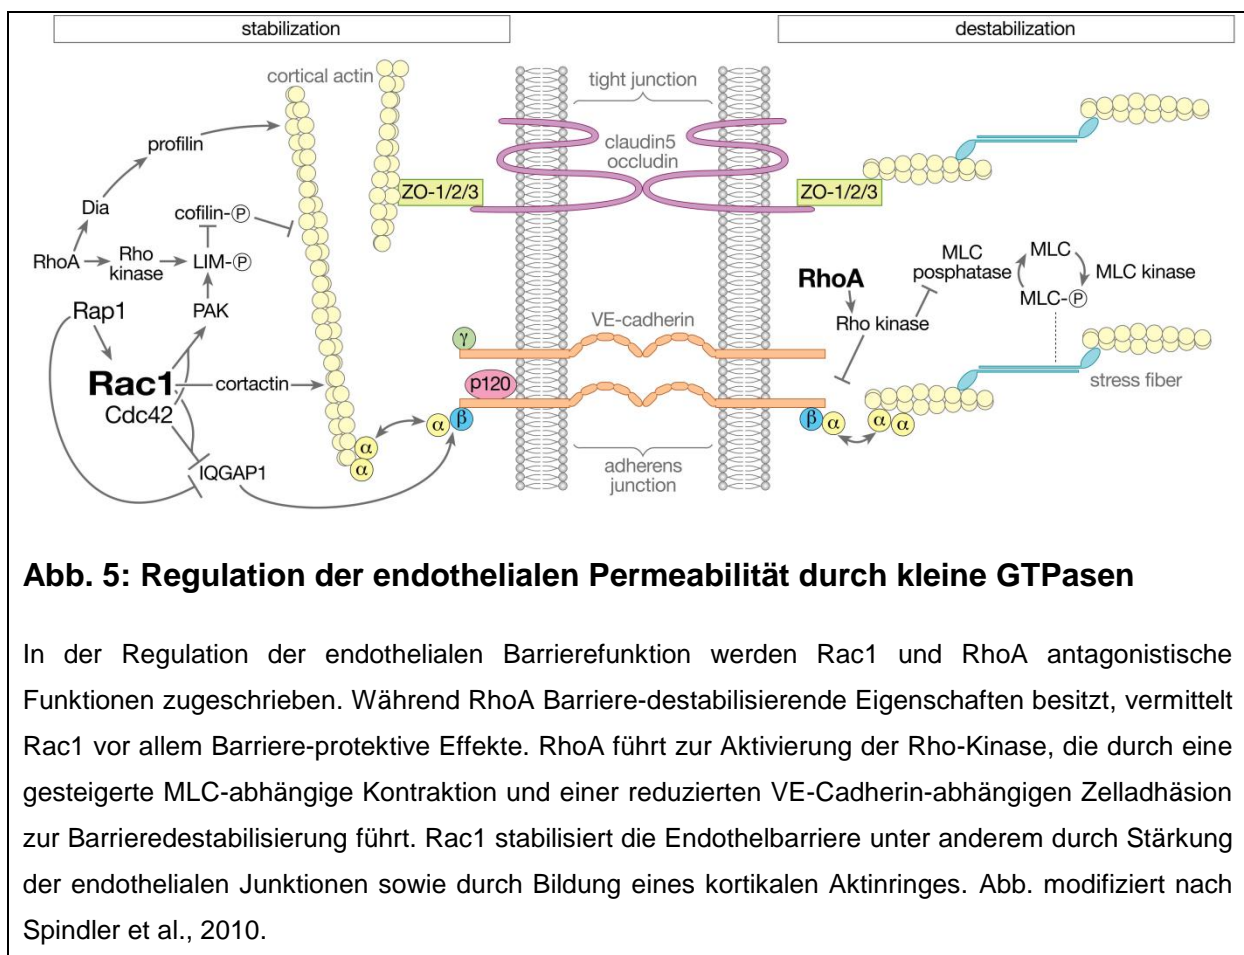 stabilization
destabilization
cortical actin
tight junction
profilin
claudin5
occludin
ZO-1/2/3
ZO-1/2/3
Dia
cofilin-P
RhoA
Rho
kinase
LIM-P
MLC
posphatase
MLC
MLC kinase
RhoA
MLC-P
Rap1
PAK
Rho kinase
VE-cadherin
γ
Rac1
cortactin
p120
stress fiber
Cdc42
α
β
β
α
α
α
α
α
IQGAP1
adherens
junction
Abb. 5: Regulation der endothelialen Permeabilität durch kleine GTPasen
In der Regulation der endothelialen Barrierefunktion werden Rac1 und RhoA antagonistische
Funktionen zugeschrieben. Während RhoA Barriere-destabilisierende Eigenschaften besitzt, vermittelt
Rac1 vor allem Barriere-protektive Effekte. RhoA führt zur Aktivierung der Rho-Kinase, die durch eine
gesteigerte MLC-abhängige Kontraktion und einer reduzierten VE-Cadherin-abhängigen Zelladhäsion
zur Barrieredestabilisierung führt. Rac1 stabilisiert die Endothelbarriere unter anderem durch Stärkung
der endothelialen Junktionen sowie durch Bildung eines kortikalen Aktinringes. Abb. modifiziert nach
Spindler et al., 2010.